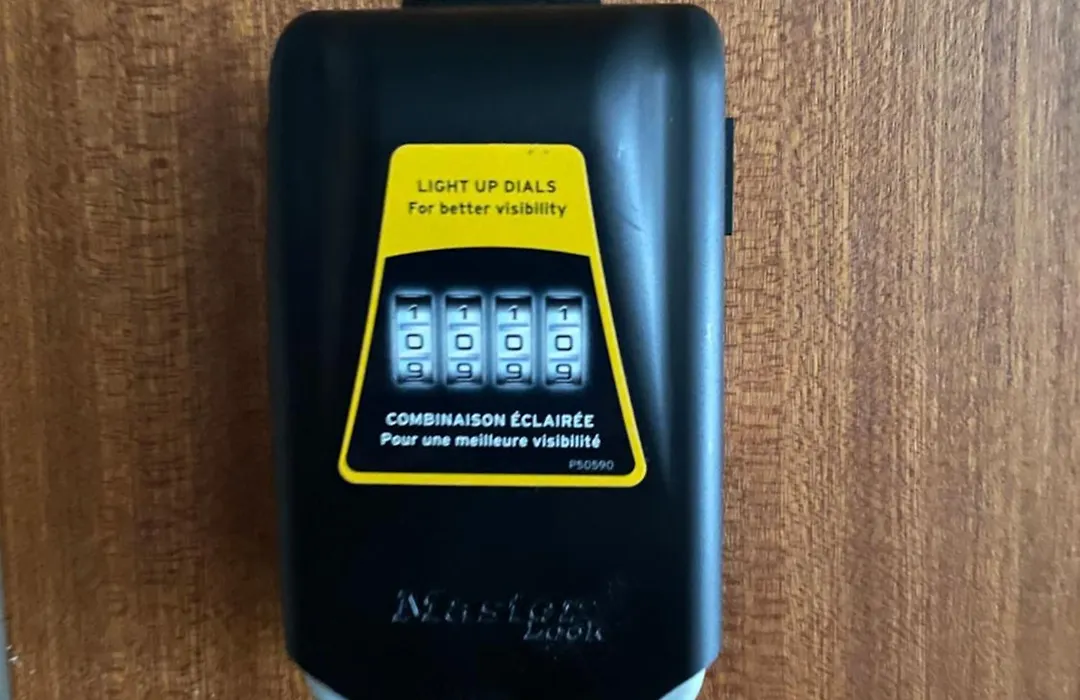 LIGHT UP DIALS
For better visibility
1 1 1 1
0 0 0 0
9 9 9 9
COMBINAISON ÉCLAIRÉE
Pour une meilleure visibilité
P50590
Master
Lock